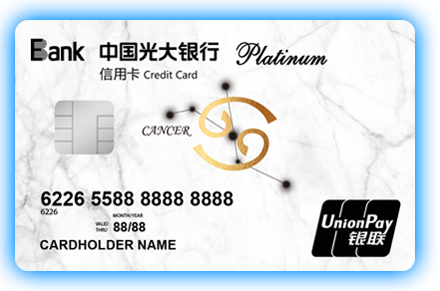 Bank 中国光大银行 Platinum
信用卡 Credit Card
CANCER
6226 5588 8888 8888
6226
MONTH/YEAR
VALID THRU 88/88
CARDHOLDER NAME
UnionPay
银联